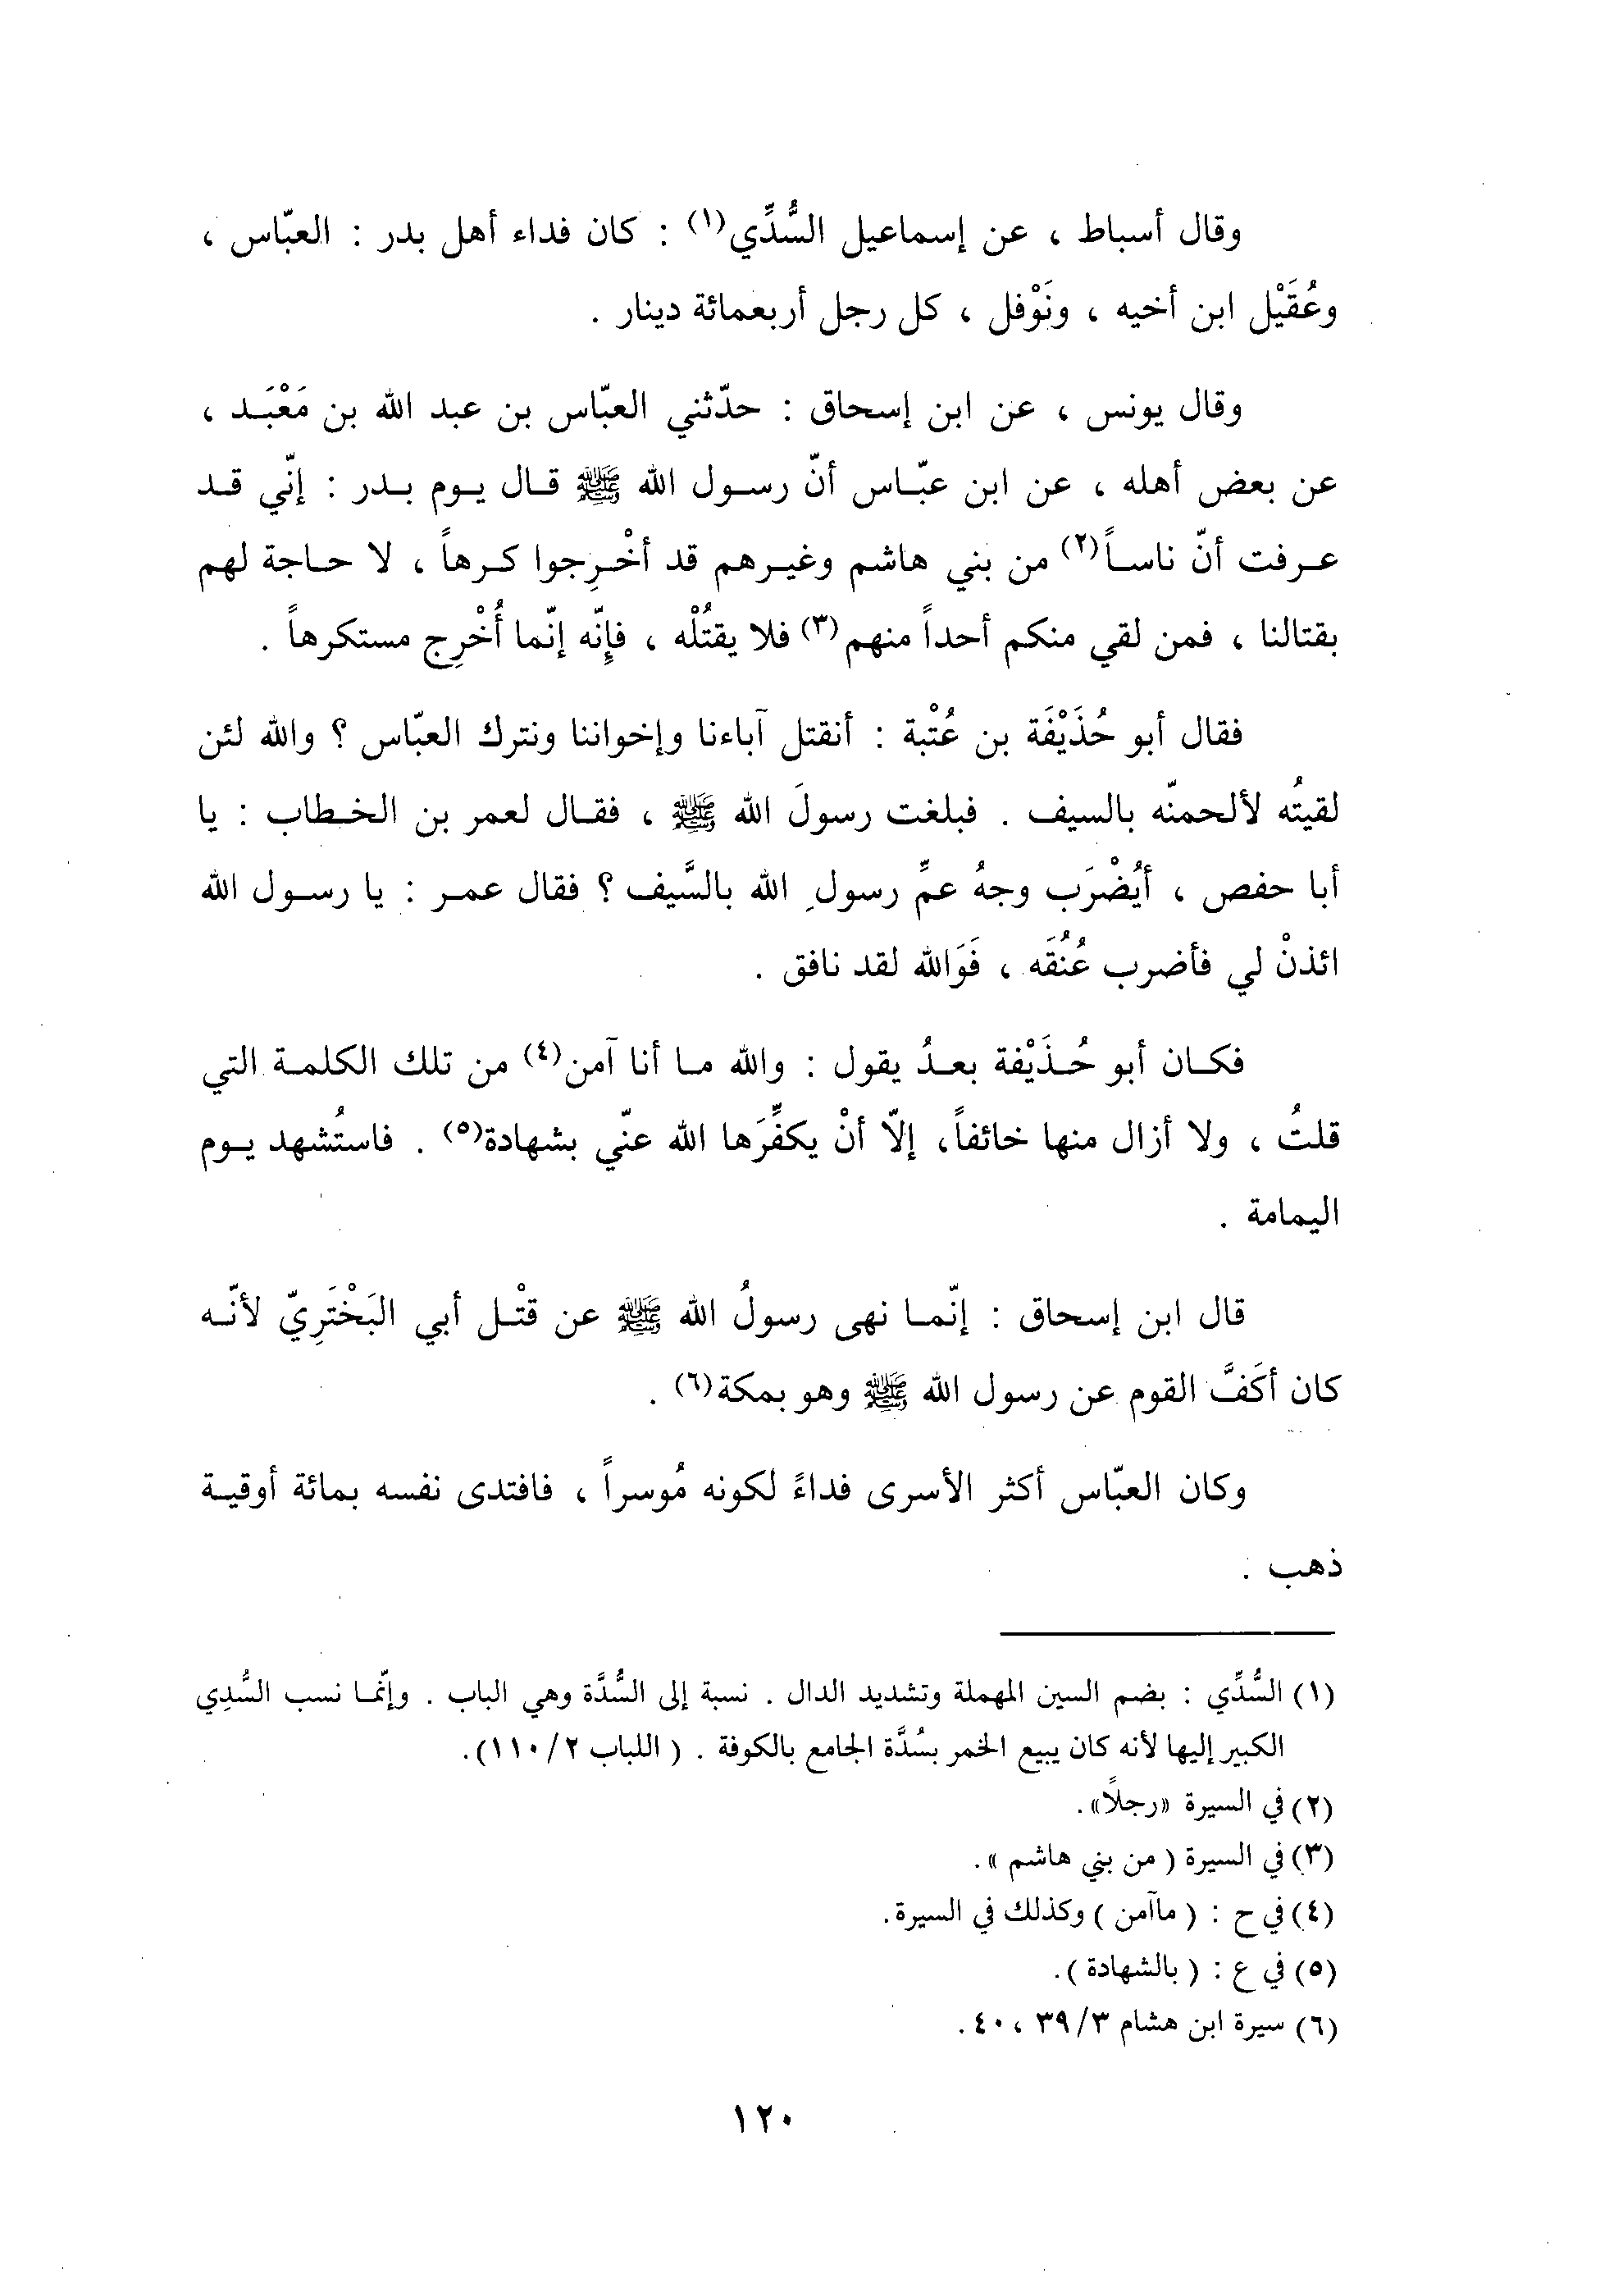 وقال أسباط ، عن إسماعيل السُّدِّي(١) : كان فداء أهل بدر : العبّاس ،
وعُقَيْل ابن أخيه ، ونَوْفل ، كل رجل أربعمائة دينار .
وقال يونس ، عن ابن إسحاق : حدّثني العبّاس بن عبد الله بن مَعْبَد ،
عن بعض أهله ، عن ابن عبّاس أنّ رسول الله ﷺ قال يوم بدر : إنّي قد
عرفت أنّ ناساً(٢) من بني هاشم وغيرهم قد أخْرِجوا كرهاً ، لا حاجة لهم
بقتالنا ، فمن لقي منكم أحداً منهم(٣) فلا يقتُلْه ، فإِنّه إنّما أُخْرِج مستكرهاً .
فقال أبو حُذَيْفَة بن عُتْبة : أنقتل آباءنا وإخواننا ونترك العبّاس ؟ والله لئن
لقيتُه لألحمنّه بالسيف . فبلغت رسولَ الله ﷺ ، فقال لعمر بن الخطاب : يا
أبا حفص ، أيُضْرَب وجهُ عمِّ رسولِ الله بالسَّيف ؟ فقال عمر : يا رسول الله
ائذنْ لي فأضرب عُنُقَه ، فَوَالله لقد نافق .
فكان أبو حُذَيْفة بعدُ يقول : والله ما أنا آمن(٤) من تلك الكلمة التي
قلتُ ، ولا أزال منها خائفاً، إلاّ أنْ يكفِّرَها الله عنّي بشهادة(٥) . فاستُشهد يوم
اليمامة .
قال ابن إسحاق : إنّما نهى رسولُ الله ﷺ عن قتْل أبي البَخْتَرِيّ لأنّه
كان أكَفَّ القوم عن رسول الله ﷺ وهو بمكة(٦) .
وكان العبّاس أكثر الأسرى فداءً لكونه مُوسراً ، فافتدى نفسه بمائة أوقية
ذهب .
(١) السُّدِّي : بضم السين المهملة وتشديد الدال . نسبة إلى السُّدَّة وهي الباب . وإنّما نسب السُّدِي
الكبير إليها لأنه كان يبيع الخمر بسُدَّة الجامع بالكوفة . ( اللباب ٢/١١٠).
(٢) في السيرة «رجلاً».
(٣) في السيرة ( من بني هاشم ».
(٤) في ح : ( ماآمن ) وكذلك في السيرة.
(٥) في ع : ( بالشهادة ).
(٦) سيرة ابن هشام ٣/٣٩ ، ٤٠.
١٢٠